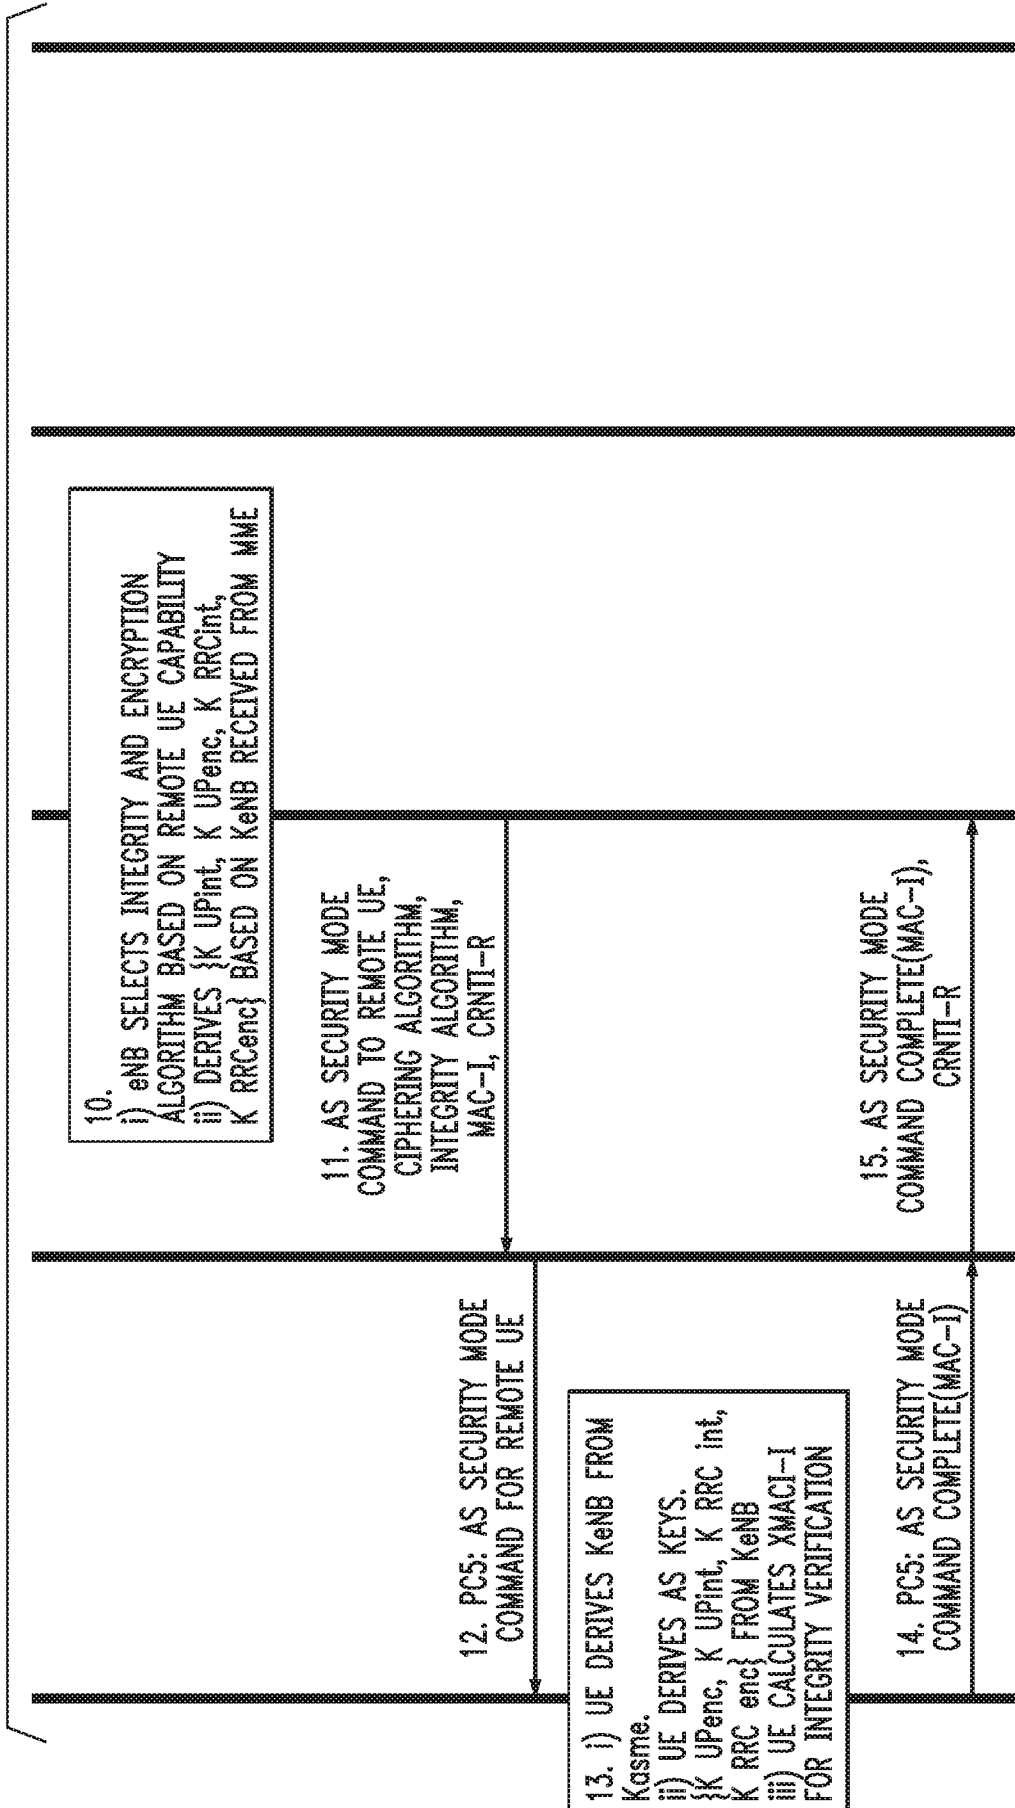 10.
i) eNB SELECTS INTEGRITY AND ENCRYPTION
ALGORITHM BASED ON REMOTE UE CAPABILITY
ii) DERIVES {K UPint, K UPenc, K RRCint,
K RRCenc} BASED ON KeNB RECEIVED FROM MME
11. AS SECURITY MODE
COMMAND TO REMOTE UE,
CIPHERING ALGORITHM,
INTEGRITY ALGORITHM,
MAC-I, CRNTI-R
12. PC5: AS SECURITY MODE
COMMAND FOR REMOTE UE
13. i) UE DERIVES KeNB FROM
Kasme.
ii) UE DERIVES AS KEYS.
{K UPenc, K UPint, K RRC int,
K RRC enc} FROM KeNB
iii) UE CALCULATES XMACI-I
FOR INTEGRITY VERIFICATION
14. PC5: AS SECURITY MODE
COMMAND COMPLETE(MAC-I)
15. AS SECURITY MODE
COMMAND COMPLETE(MAC-I),
CRNTI-R